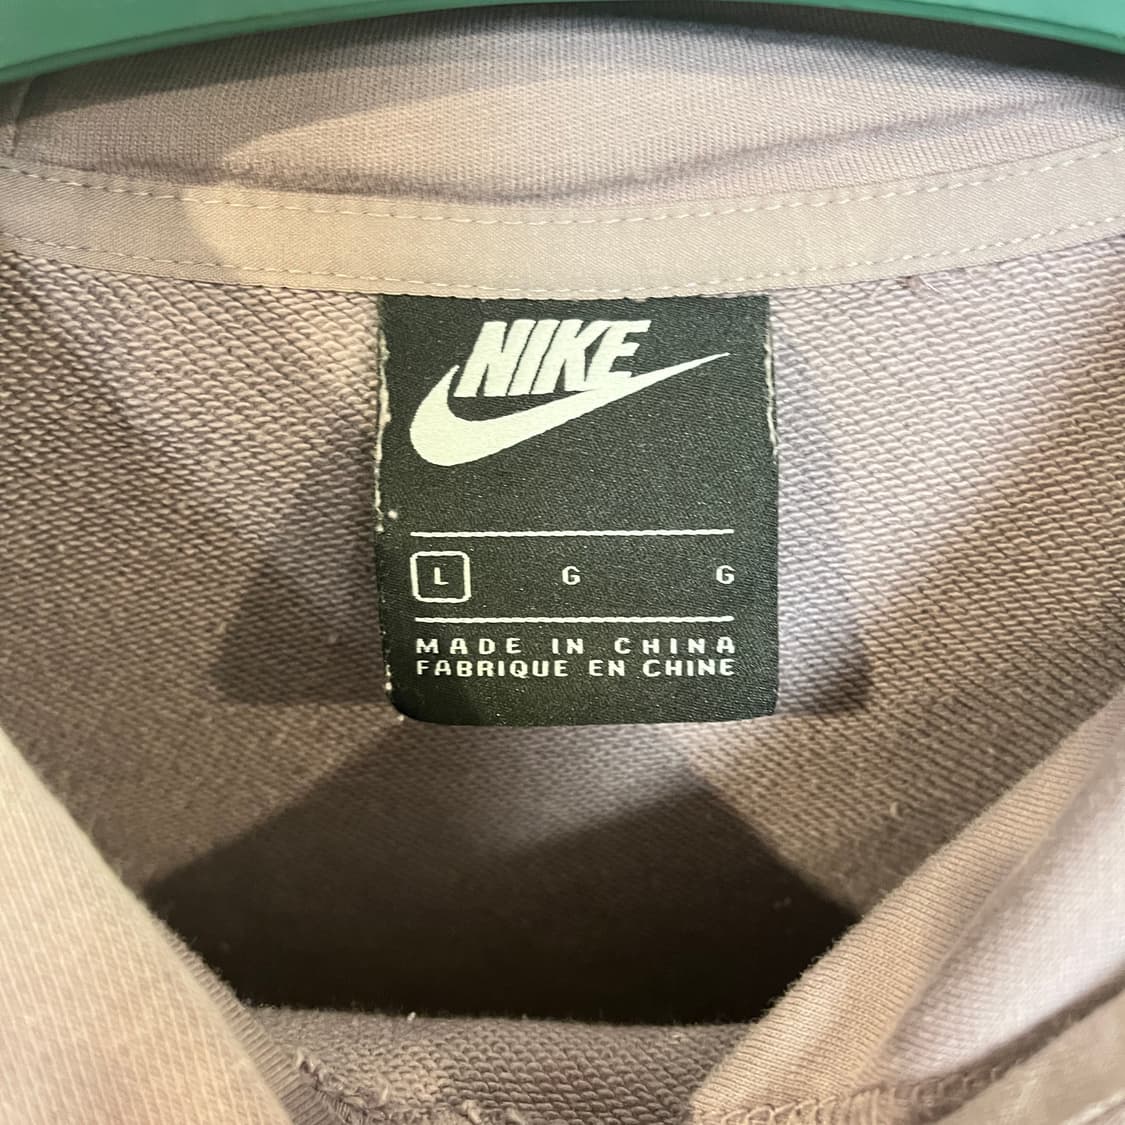 NIKE
L G G
MADE IN CHINA
FABRIQUE EN CHINE